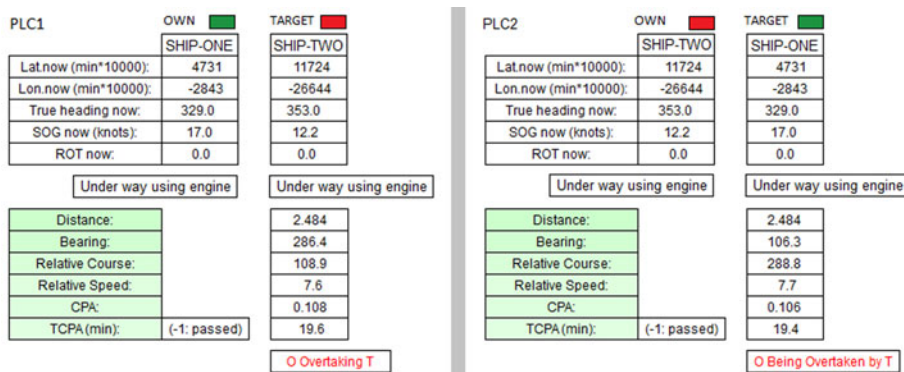 PLC1 OWN TARGET
SHIP-ONE SHIP-TWO
Lat.now (min*10000): 4731 11724
Lon.now (min*10000): -2843 -26644
True heading now: 329.0 353.0
SOG now (knots): 17.0 12.2
ROT now: 0.0 0.0
Under way using engine Under way using engine
Distance: 2.484
Bearing: 286.4
Relative Course: 108.9
Relative Speed: 7.6
CPA: 0.108
TCPA (min): (-1: passed) 19.6
O Overtaking T
PLC2 OWN TARGET
SHIP-TWO SHIP-ONE
Lat.now (min*10000): 11724 4731
Lon.now (min*10000): -26644 -2843
True heading now: 353.0 329.0
SOG now (knots): 12.2 17.0
ROT now: 0.0 0.0
Under way using engine Under way using engine
Distance: 2.484
Bearing: 106.3
Relative Course: 288.8
Relative Speed: 7.7
CPA: 0.106
TCPA (min): (-1: passed) 19.4
O Being Overtaken by T